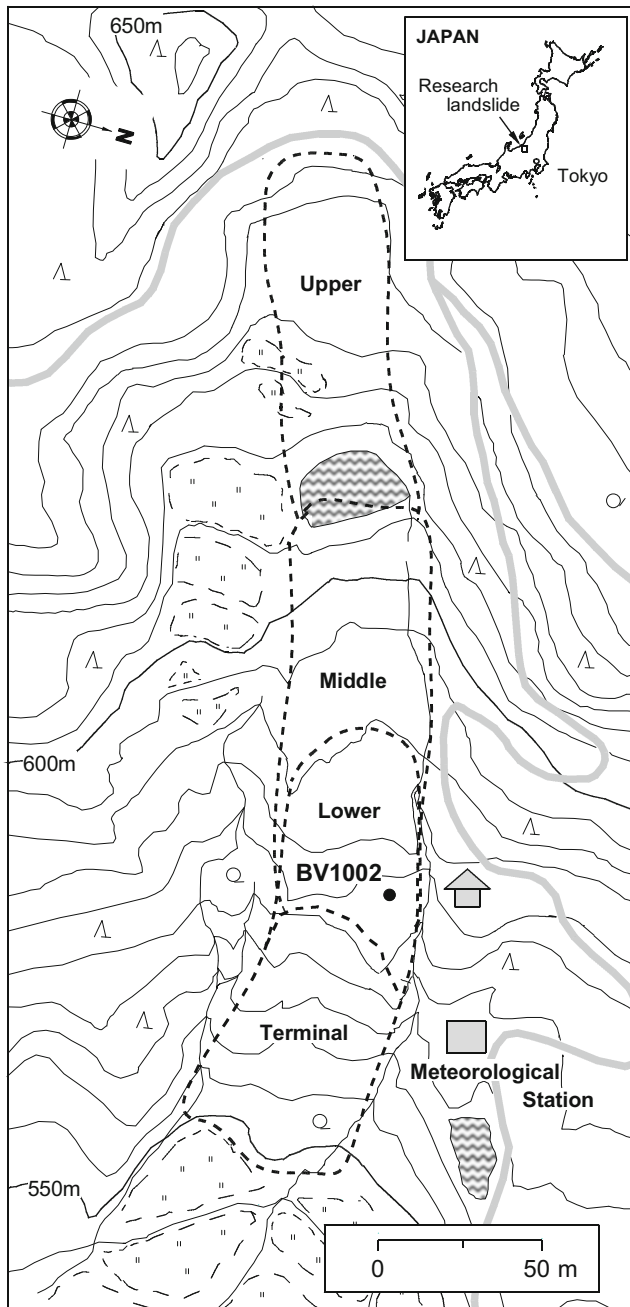 650m
JAPAN
Research
landslide
N
Tokyo
Upper
Middle
600m
Lower
BV1002
Terminal
Meteorological
Station
550m
0
50 m